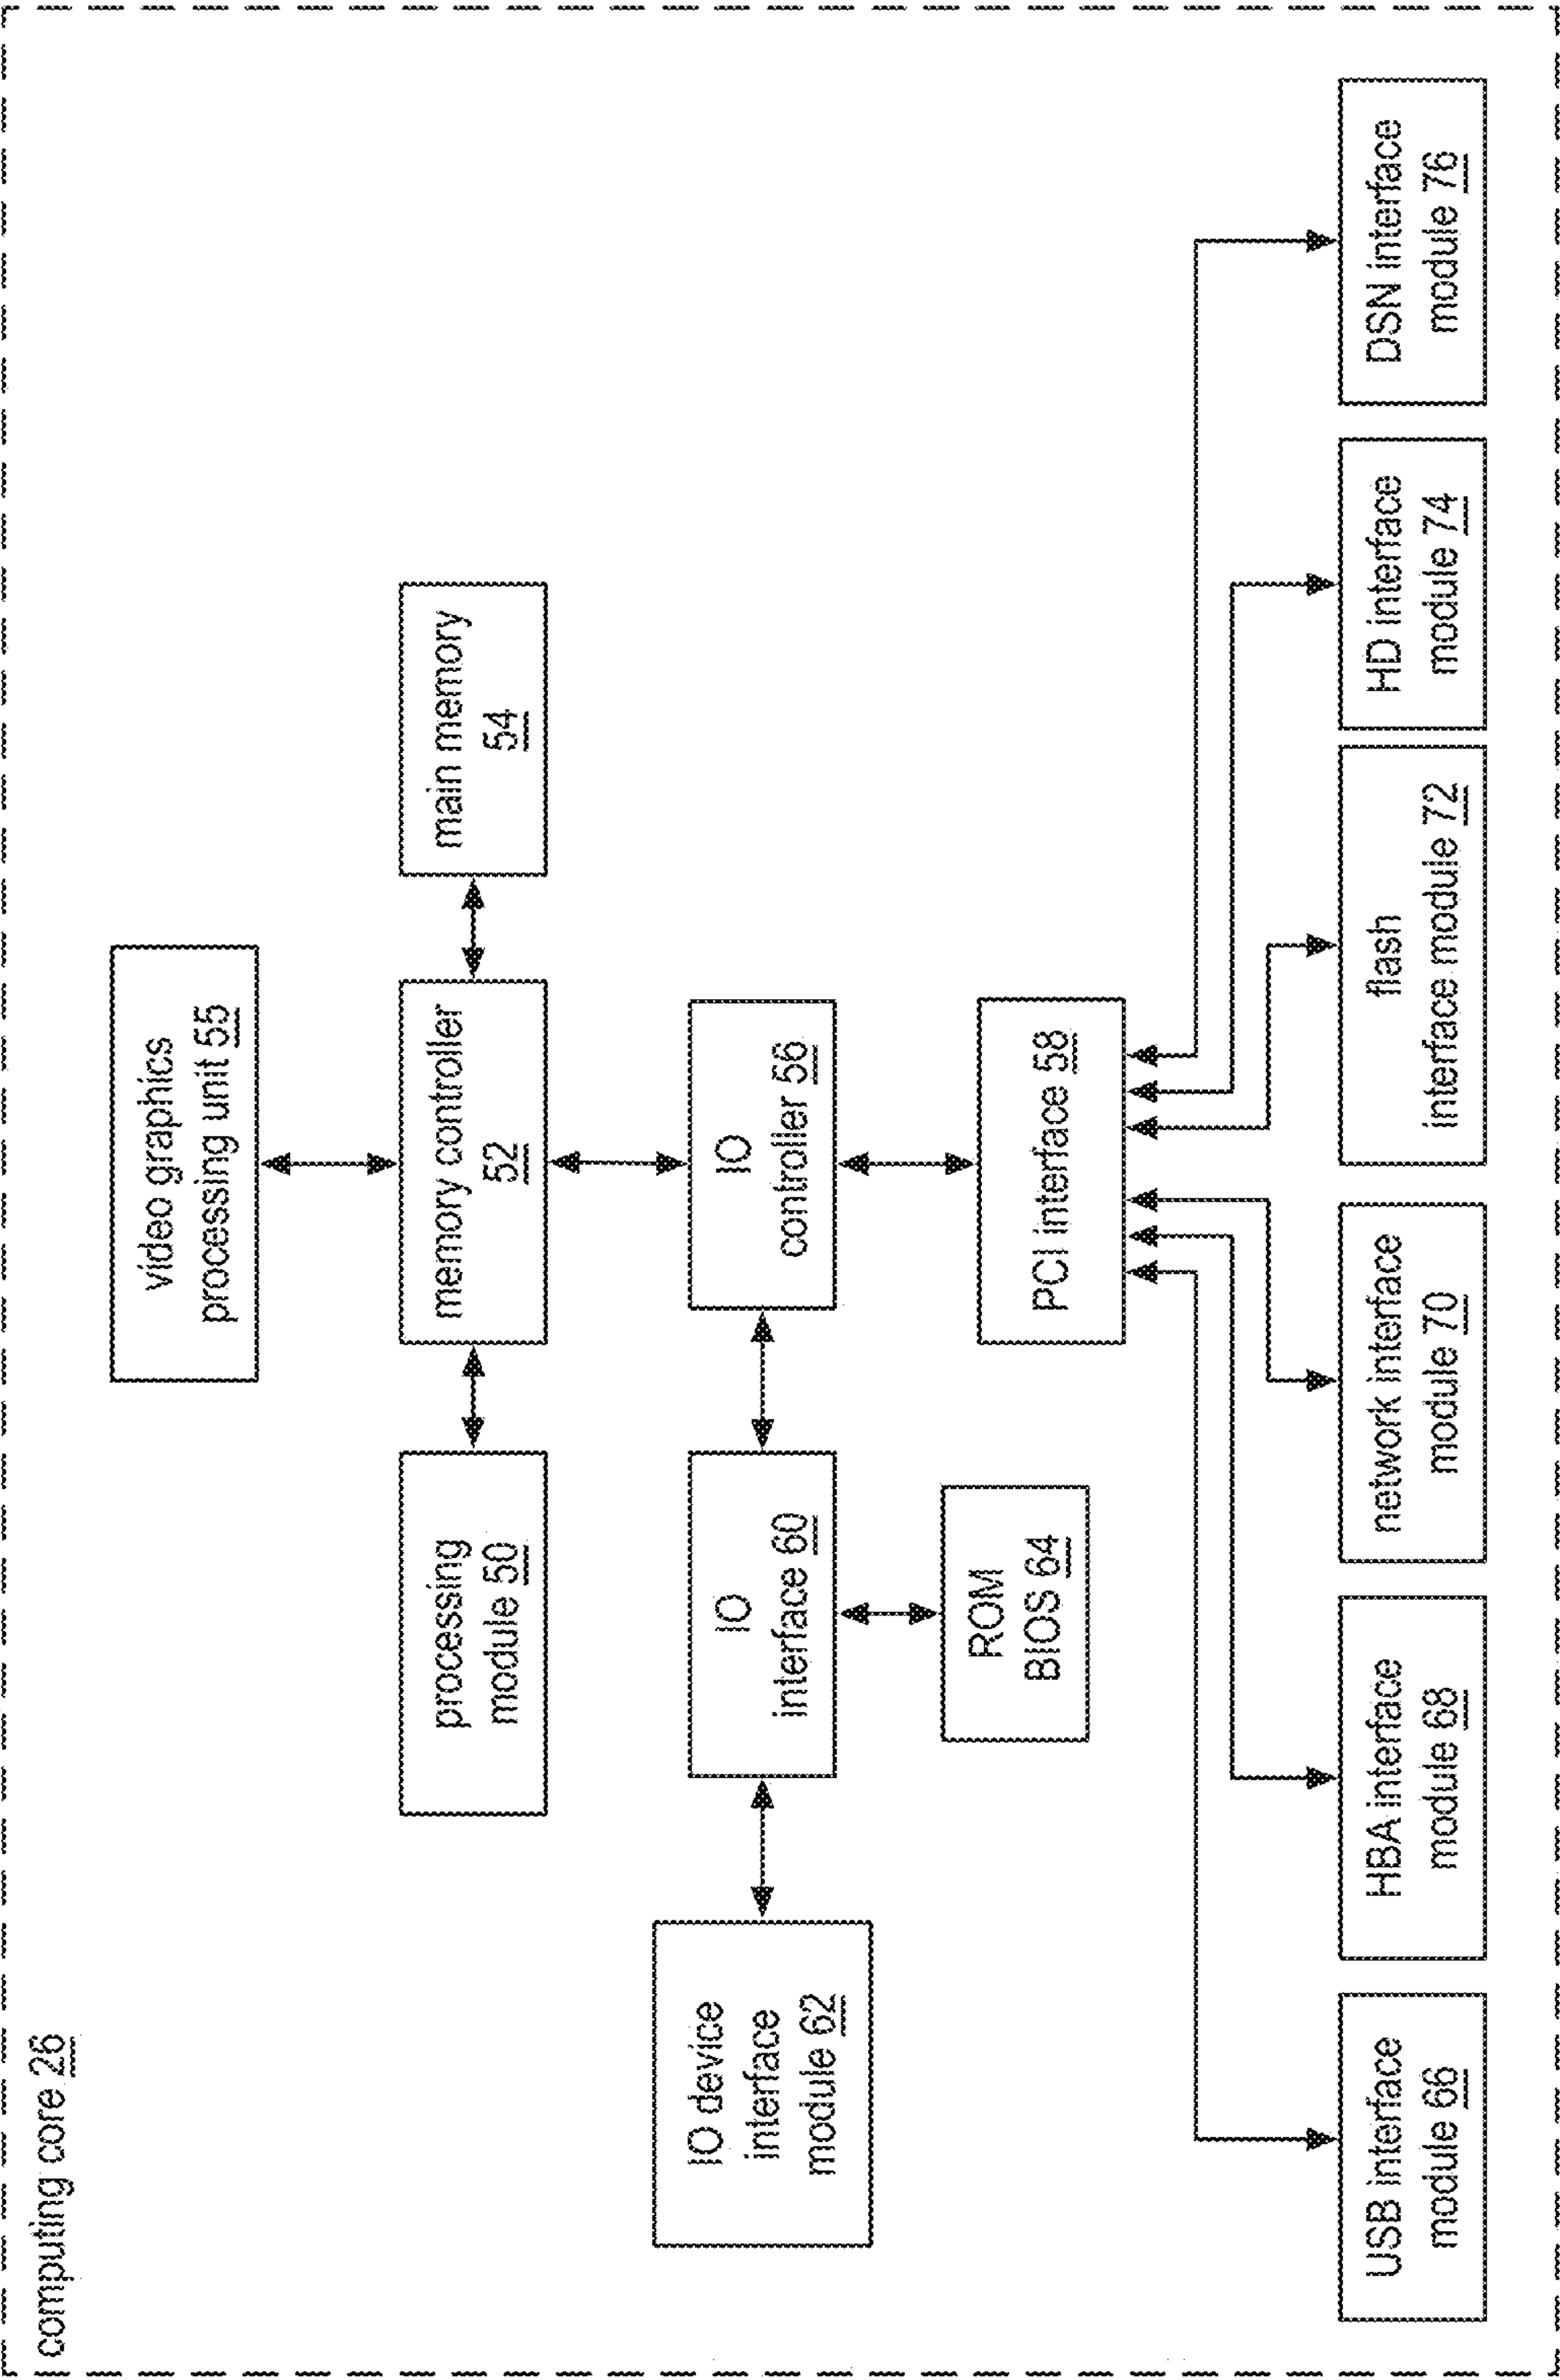 computing core 26
video graphics
processing unit 55
processing
module 50
memory controller
52
main memory
54
IO device
interface
module 62
IO
interface 60
IO
controller 56
ROM
BIOS 64
PCI interface 58
USB interface
module 66
HBA interface
module 68
network interface
module 70
flash
interface module 72
HD interface
module 74
DSN interface
module 76